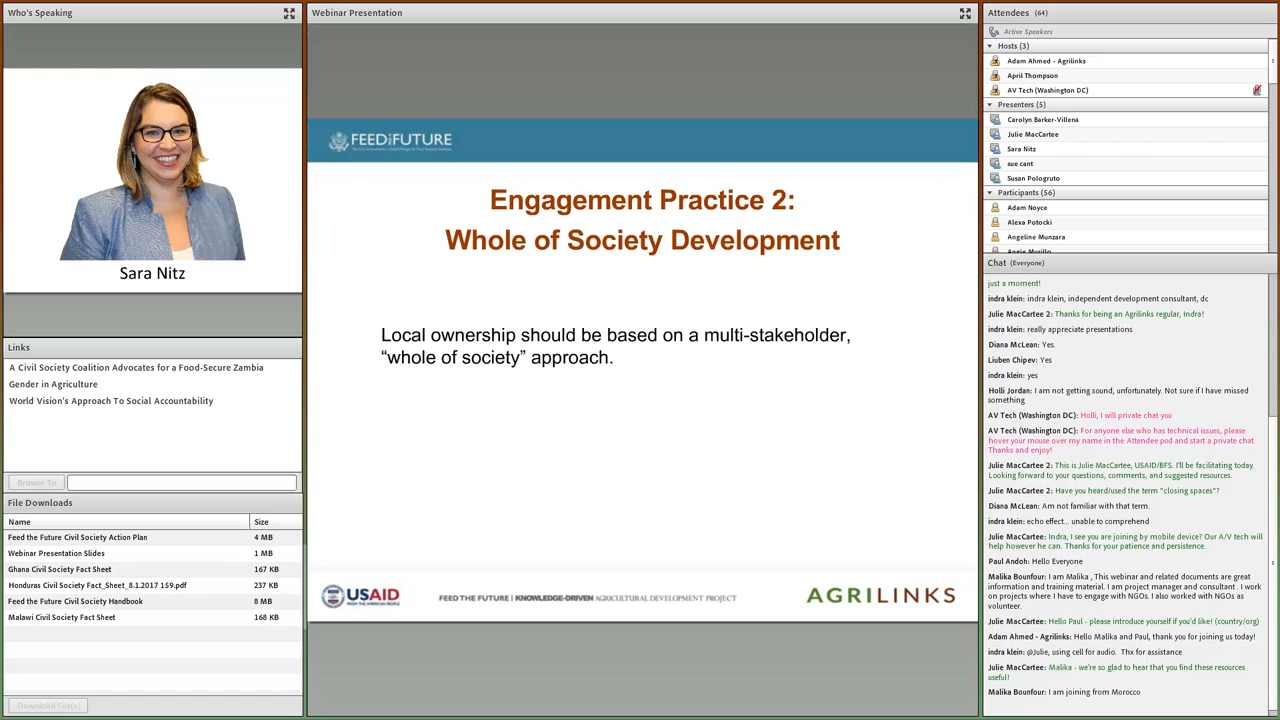 Who's Speaking
Sara Nitz
Links
A Civil Society Coalition Advocates for a Food-Secure Zambia
Gender in Agriculture
World Vision's Approach To Social Accountability
Browse To
File Downloads
Name Size
Feed the Future Civil Society Action Plan 4 MB
Webinar Presentation Slides 1 MB
Ghana Civil Society Fact Sheet 167 KB
Honduras Civil Society Fact_Sheet_8.1.2017 159.pdf 237 KB
Feed the Future Civil Society Handbook 8 MB
Malawi Civil Society Fact Sheet 168 KB
Download File(s)
Webinar Presentation
FEED THE FUTURE
The U.S. Government's Global Hunger & Food Security Initiative
Engagement Practice 2:
Whole of Society Development
Local ownership should be based on a multi-stakeholder,
“whole of society” approach.
USAID
FROM THE AMERICAN PEOPLE
FEED THE FUTURE | KNOWLEDGE-DRIVEN AGRICULTURAL DEVELOPMENT PROJECT
AGRILINKS
Attendees (64)
Active Speakers
Hosts (3)
Adam Ahmed - Agrilinks
April Thompson
AV Tech (Washington DC)
Presenters (5)
Carolyn Barker-Villena
Julie MacCartee
Sara Nitz
sue cant
Susan Pologruto
Participants (56)
Adam Noyce
Alexa Potocki
Angeline Munzara
Angie Murillo
Chat (Everyone)
just a moment!
indra klein: indra klein, independent development consultant, dc
Julie MacCartee 2: Thanks for being an Agrilinks regular, Indra!
indra klein: really appreciate presentations
Diana McLean: Yes.
Liuben Chipev: Yes
indra klein: yes
Holli Jordan: I am not getting sound, unfortunately. Not sure if I have missed
something
AV Tech (Washington DC): Holli, I will private chat you
AV Tech (Washington DC): For anyone else who has technical issues, please
hover your mouse over my name in the Attendee pod and start a private chat.
Thanks and enjoy!
Julie MacCartee 2: This is Julie MacCartee, USAID/BFS. I'll be facilitating today.
Looking forward to your questions, comments, and suggested resources.
Julie MacCartee 2: Have you heard/used the term "closing spaces"?
Diana McLean: Am not familiar with that term.
indra klein: echo effect... unable to comprehend
Julie MacCartee: Indra, I see you are joining by mobile device? Our A/V tech will
help however he can. Thanks for your patience and persistence.
Paul Andoh: Hello Everyone
Malika Bounfour: I am Malika , This webinar and related documents are great
information and training material. I am project manager and consultant . I work
on projects where I have to engage with NGOs. I also worked with NGOs as
volunteer.
Julie MacCartee: Hello Paul - please introduce yourself if you'd like! (country/org)
Adam Ahmed - Agrilinks: Hello Malika and Paul, thank you for joining us today!
indra klein: @Julie, using cell for audio.  Thx for assistance
Julie MacCartee: Malika - we're so glad to hear that you find these resources
useful!
Malika Bounfour: I am joining from Morocco